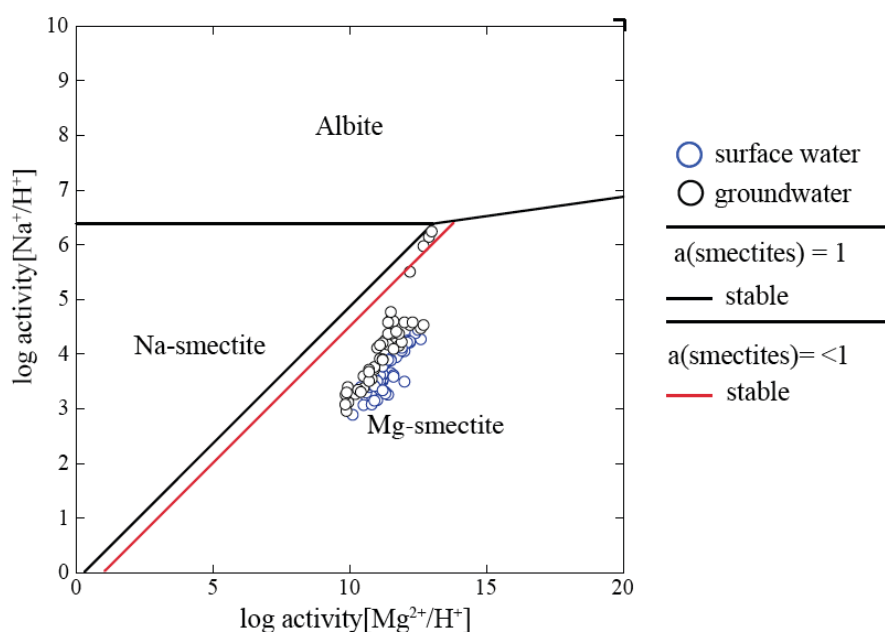 10
9
8
7
6
5
4
3
2
1
0
log activity[Na⁺/H⁺]
Albite
Na-smectite
Mg-smectite
0 5 10 15 20
log activity[Mg²⁺/H⁺]
surface water
groundwater
a(smectites) = 1
stable
a(smectites)= <1
stable